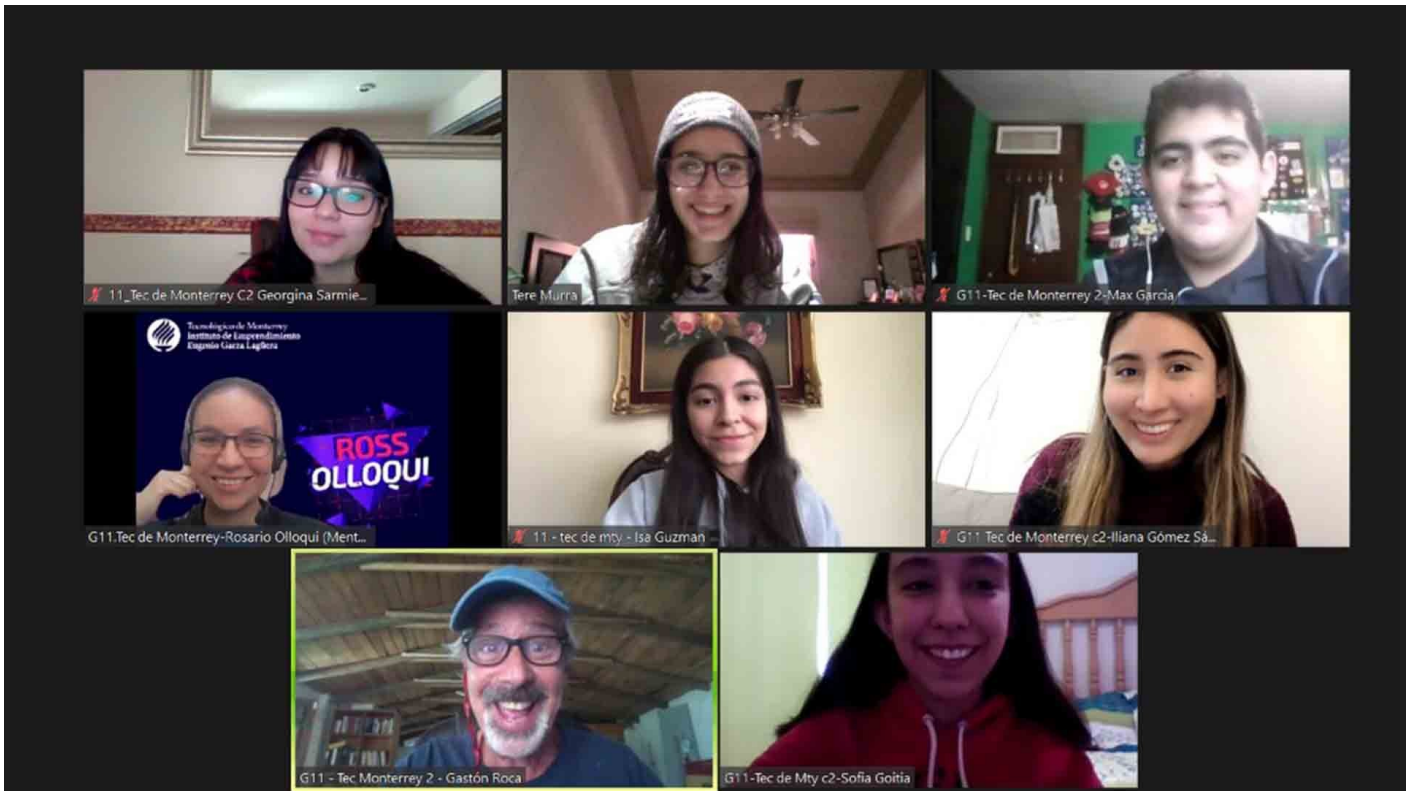 11_Tec de Monterrey C2 Georgina Sarmie...
Tere Murra
G11-Tec de Monterrey 2-Max Garcia
Tecnológico de Monterrey
Instituto de Emprendimiento
Eugenio Garza Lagüera
ROSS
OLLOQUI
G11.Tec de Monterrey-Rosario Olloqui (Ment...
11 - tec de mty - Isa Guzman
G11 Tec de Monterrey c2-Iliana Gómez Sá...
G11 - Tec Monterrey 2 - Gastón Roca
G11-Tec de Mty c2-Sofia Goitia